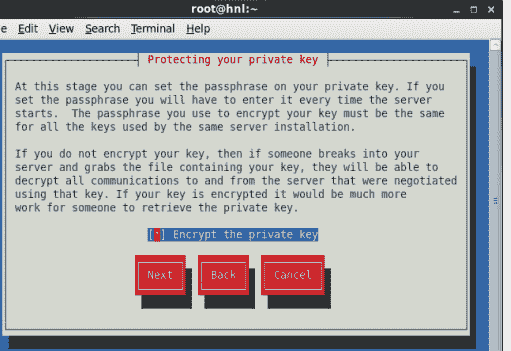 root@hnl:~
e Edit View Search Terminal Help
Protecting your private key
At this stage you can set the passphrase on your private key. If you
set the passphrase you will have to enter it every time the server
starts. The passphrase you use to encrypt your key must be the same
for all the keys used by the same server installation.
If you do not encrypt your key, then if someone breaks into your
server and grabs the file containing your key, they will be able to
decrypt all communications to and from the server that were negotiated
using that key. If your key is encrypted it would be much more
work for someone to retrieve the private key.
[*] Encrypt the private key
Next Back Cancel